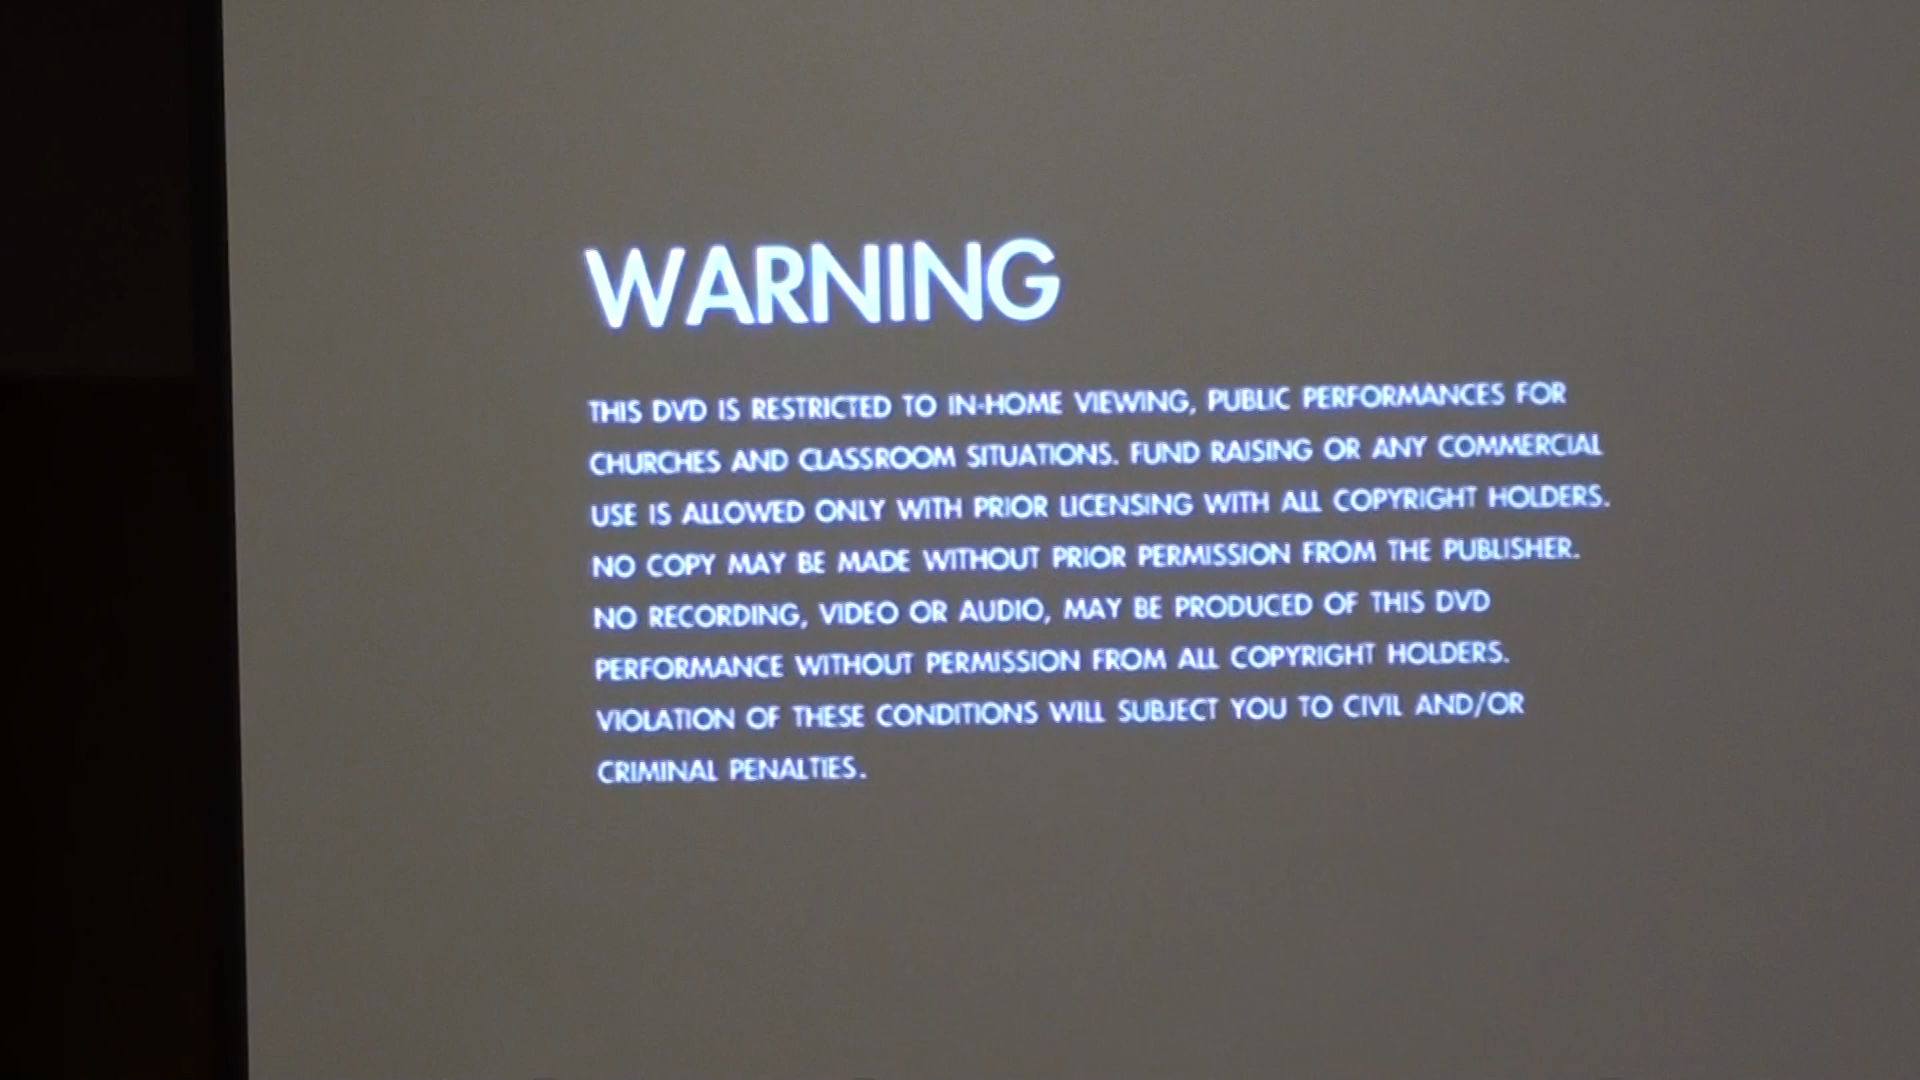 WARNING
THIS DVD IS RESTRICTED TO IN-HOME VIEWING, PUBLIC PERFORMANCES FOR
CHURCHES AND CLASSROOM SITUATIONS. FUND RAISING OR ANY COMMERCIAL
USE IS ALLOWED ONLY WITH PRIOR LICENSING WITH ALL COPYRIGHT HOLDERS.
NO COPY MAY BE MADE WITHOUT PRIOR PERMISSION FROM THE PUBLISHER.
NO RECORDING, VIDEO OR AUDIO, MAY BE PRODUCED OF THIS DVD
PERFORMANCE WITHOUT PERMISSION FROM ALL COPYRIGHT HOLDERS.
VIOLATION OF THESE CONDITIONS WILL SUBJECT YOU TO CIVIL AND/OR
CRIMINAL PENALTIES.